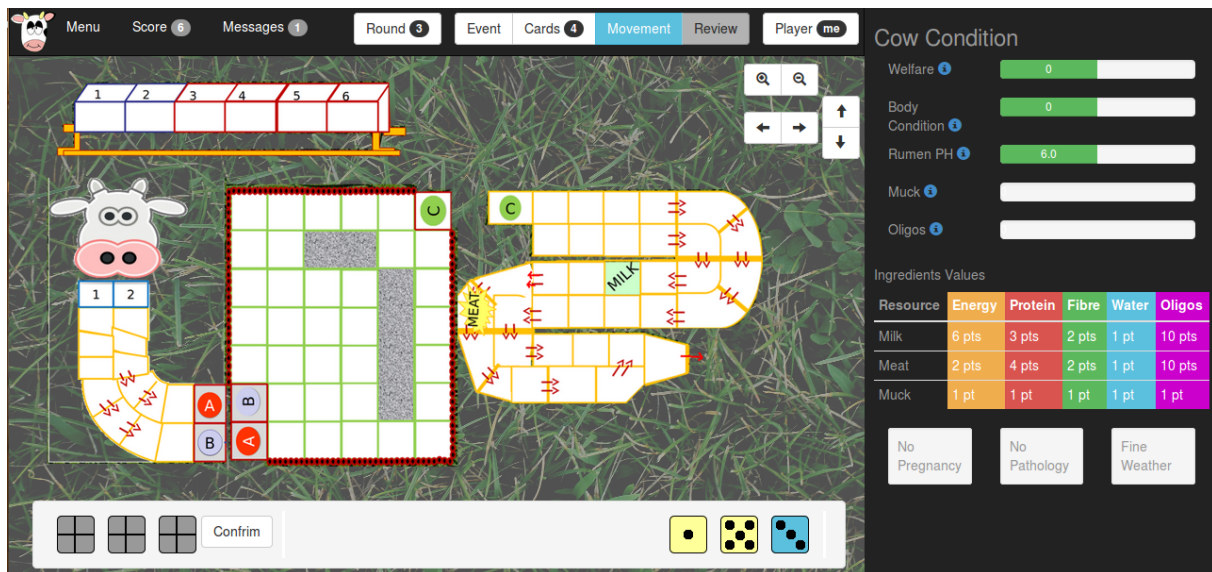 Menu Score 6 Messages 1 Round 3 Event Cards 4 Movement Review Player me
1 2 3 4 5 6
C C
MILK
MEAT
1 2
A B
B A
Confrim
Cow Condition
Welfare i 0
Body
Condition i 0
Rumen PH i 6.0
Muck i
Oligos i
Ingredients Values
Resource Energy Protein Fibre Water Oligos
Milk 6 pts 3 pts 2 pts 1 pt 10 pts
Meat 2 pts 4 pts 2 pts 1 pt 10 pts
Muck 1 pt 1 pt 1 pt 1 pt 1 pt
No
Pregnancy
No
Pathology
Fine
Weather